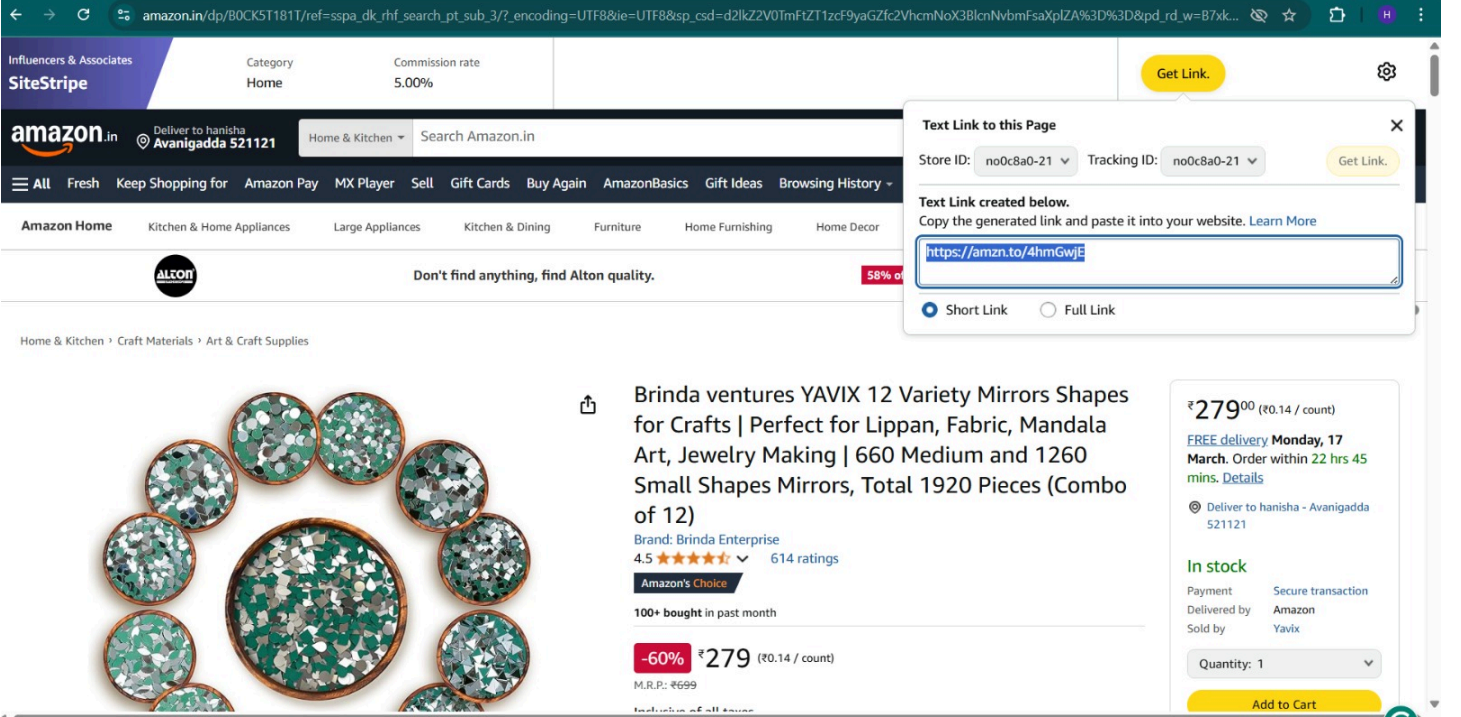 amazon.in/dp/B0CK5T181T/ref=sspa_dk_rhf_search_pt_sub_3/?_encoding=UTF8&ie=UTF8&sp_csd=d2lkZ2V0TmFtZT1zcF9yaGZfc2VhcmNoX3BlcnNvbmFsaXplZA%3D%3D&pd_rd_w=B7xk...
H
Influencers & Associates
SiteStripe
Category
Home
Commission rate
5.00%
Get Link.
amazon.in
Deliver to hanisha
Avanigadda 521121
Home & Kitchen
Search Amazon.in
All Fresh Keep Shopping for Amazon Pay MX Player Sell Gift Cards Buy Again AmazonBasics Gift Ideas Browsing History
Amazon Home Kitchen & Home Appliances Large Appliances Kitchen & Dining Furniture Home Furnishing Home Decor
ALTON
Don't find anything, find Alton quality.
58%
Text Link to this Page
Store ID: no0c8a0-21 Tracking ID: no0c8a0-21 Get Link.
Text Link created below.
Copy the generated link and paste it into your website. Learn More
https://amzn.to/4hmGwjE
Short Link Full Link
Home & Kitchen › Craft Materials › Art & Craft Supplies
Brinda ventures YAVIX 12 Variety Mirrors Shapes
for Crafts | Perfect for Lippan, Fabric, Mandala
Art, Jewelry Making | 660 Medium and 1260
Small Shapes Mirrors, Total 1920 Pieces (Combo
of 12)
Brand: Brinda Enterprise
4.5 614 ratings
Amazon's Choice
100+ bought in past month
-60% ₹279 (₹0.14 / count)
M.R.P.: ₹699
Inclusive of all taxes
₹27900 (₹0.14 / count)
FREE delivery Monday, 17
March. Order within 22 hrs 45
mins. Details
Deliver to hanisha - Avanigadda
521121
In stock
Payment Secure transaction
Delivered by Amazon
Sold by Yavix
Quantity: 1
Add to Cart